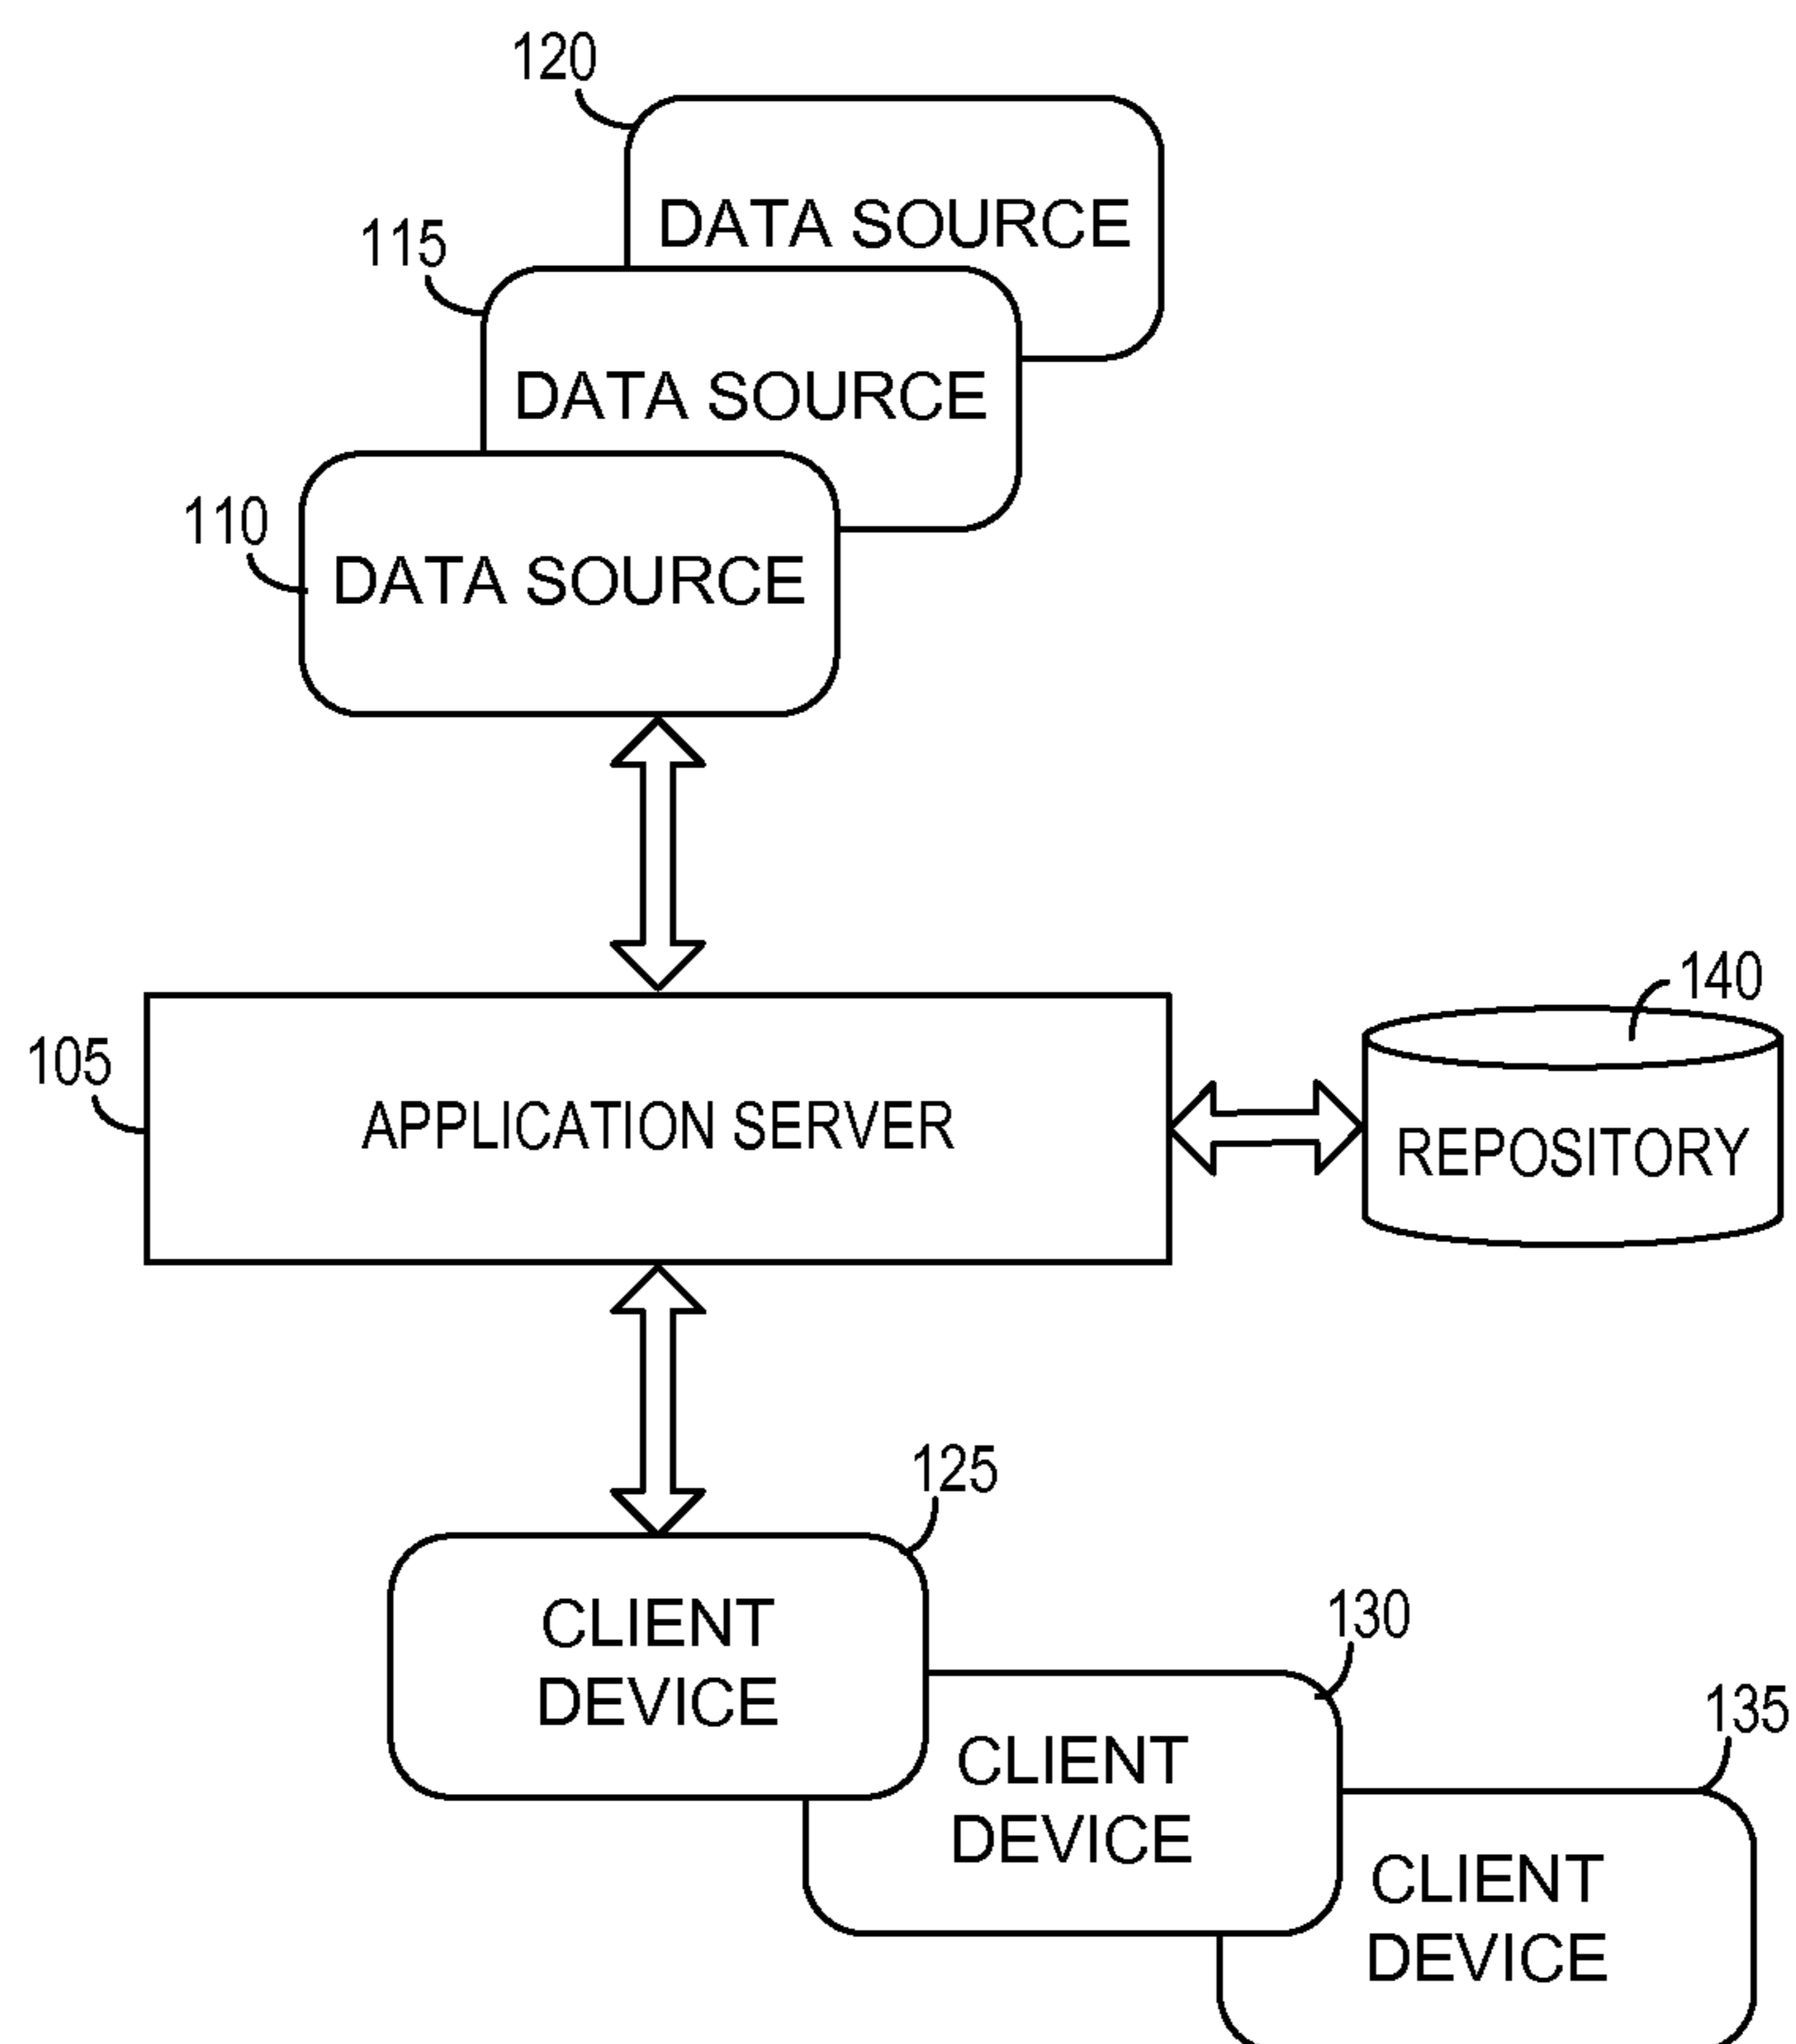 120
DATA SOURCE
115
DATA SOURCE
110
DATA SOURCE
140
105
APPLICATION SERVER
REPOSITORY
125
CLIENT
DEVICE
130
CLIENT
DEVICE
135
CLIENT
DEVICE